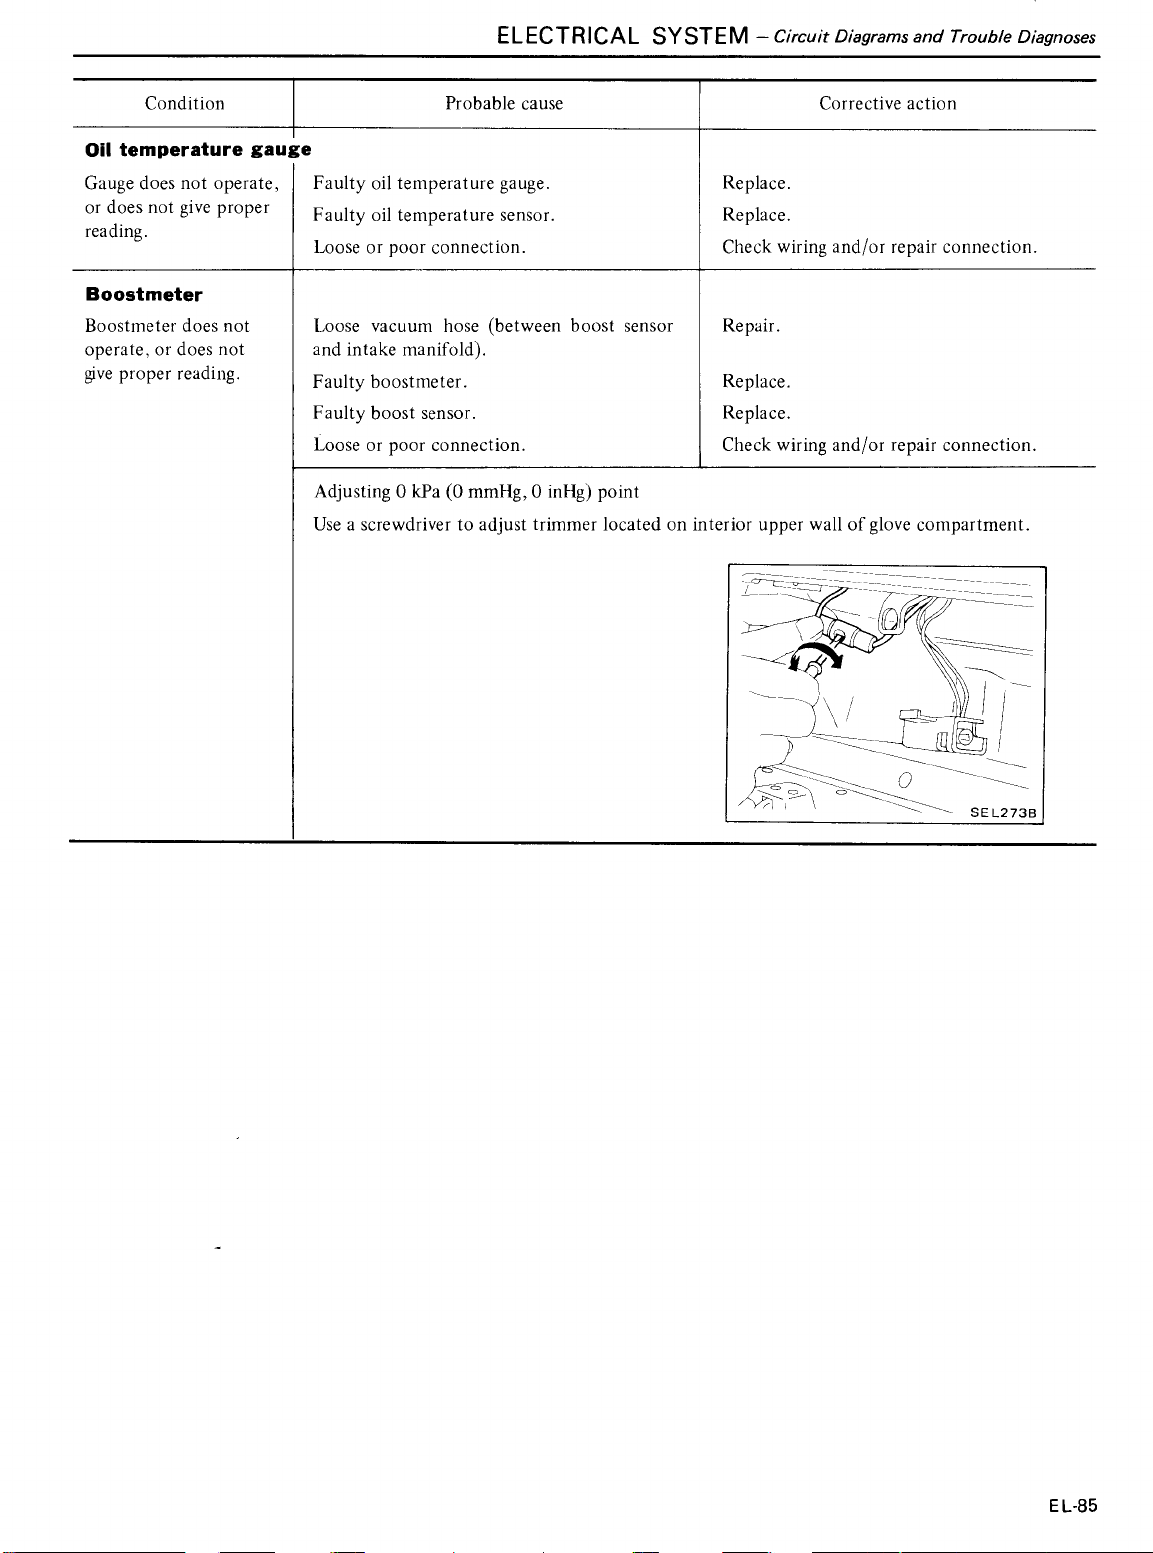 ELECTRICAL SYSTEM – Circuit Diagrams and Trouble Diagnoses
Condition
Probable cause
Corrective action
Oil temperature gauge
Gauge does not operate,
or does not give proper
reading.
Faulty oil temperature gauge.
Replace.
Faulty oil temperature sensor.
Replace.
Loose or poor connection.
Check wiring and/or repair connection.
Boostmeter
Boostmeter does not
operate, or does not
give proper reading.
Loose vacuum hose (between boost sensor
and intake manifold).
Repair.
Faulty boostmeter.
Replace.
Faulty boost sensor.
Replace.
Loose or poor connection.
Check wiring and/or repair connection.
Adjusting 0 kPa (0 mmHg, 0 inHg) point
Use a screwdriver to adjust trimmer located on interior upper wall of glove compartment.
SEL273B
EL-85